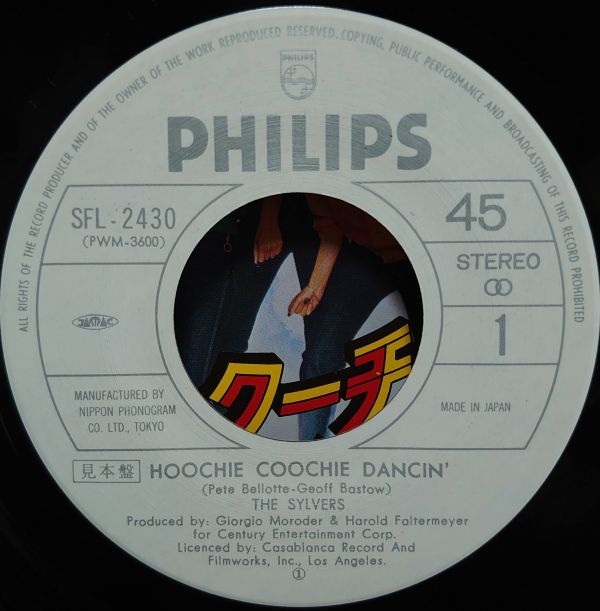 ALL RIGHTS OF THE RECORD PRODUCER AND OF THE OWNER OF THE WORK REPRODUCED RESERVED. COPYING, PUBLIC PERFORMANCE AND BROADCASTING OF THIS RECORD PROHIBITED
PHILIPS
PHILIPS
SFL-2430
(PWM-3600)
45
STEREO
1
JASRAC
MANUFACTURED BY
NIPPON PHONOGRAM
CO. LTD., TOKYO
MADE IN JAPAN
クーチ
見本盤 HOOCHIE COOCHIE DANCIN'
(Pete Bellotte-Geoff Bastow)
THE SYLVERS
Produced by: Giorgio Moroder & Harold Faltermeyer
for Century Entertainment Corp.
Licenced by: Casablanca Record And
Filmworks, Inc., Los Angeles.
①